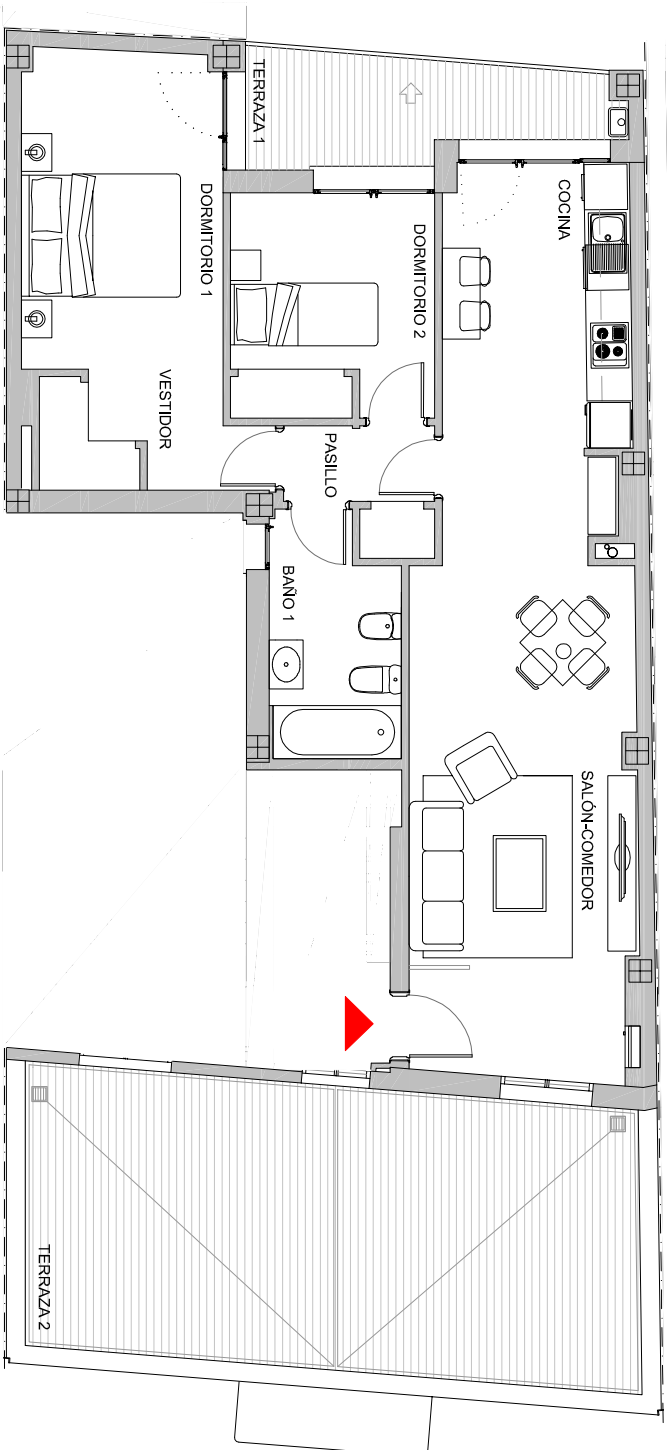 TERRAZA 1
COCINA
DORMITORIO 1
DORMITORIO 2
VESTIDOR
PASILLO
BAÑO 1
SALÓN-COMEDOR
TERRAZA 2